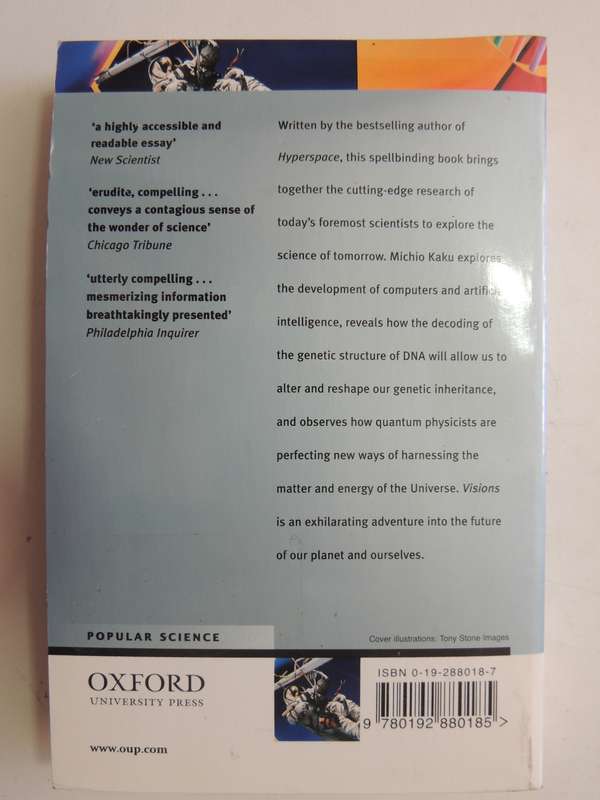 ‘a highly accessible and
readable essay’
New Scientist
‘erudite, compelling . . .
conveys a contagious sense of
the wonder of science’
Chicago Tribune
‘utterly compelling . . .
mesmerizing information
breathtakingly presented’
Philadelphia Inquirer
Written by the bestselling author of
Hyperspace, this spellbinding book brings
together the cutting-edge research of
today’s foremost scientists to explore the
science of tomorrow. Michio Kaku explores
the development of computers and artificial
intelligence, reveals how the decoding of
the genetic structure of DNA will allow us to
alter and reshape our genetic inheritance,
and observes how quantum physicists are
perfecting new ways of harnessing the
matter and energy of the Universe. Visions
is an exhilarating adventure into the future
of our planet and ourselves.
POPULAR SCIENCE
Cover illustrations: Tony Stone Images
OXFORD
UNIVERSITY PRESS
www.oup.com
ISBN 0-19-288018-7
9 780192 880185 >